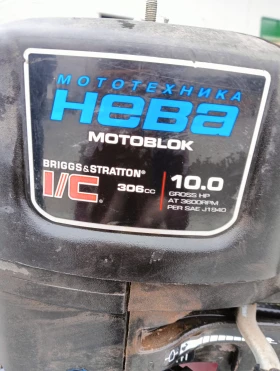 МОТОТЕХНИКА
Нева
MOTOBLOK
BRIGGS & STRATTON®
I/C®
306CC
10.0
GROSS HP
AT 3600RPM
PER SAE J1940